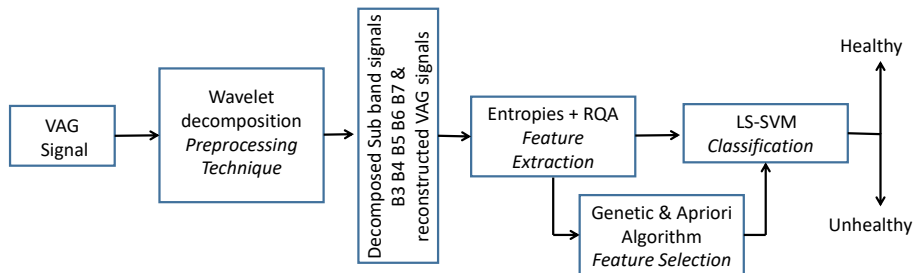 VAG
Signal
Wavelet
decomposition
Preprocessing
Technique
Decomposed Sub band signals
B3 B4 B5 B6 B7 &
reconstructed VAG signals
Entropies + RQA
Feature
Extraction
Genetic & Apriori
Algorithm
Feature Selection
LS-SVM
Classification
Healthy
Unhealthy